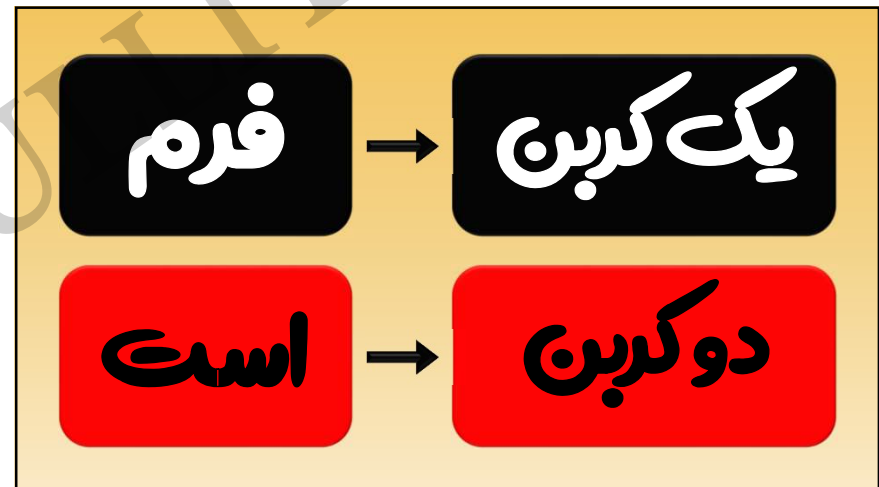 یک کربن → فرم
دو کربن → است